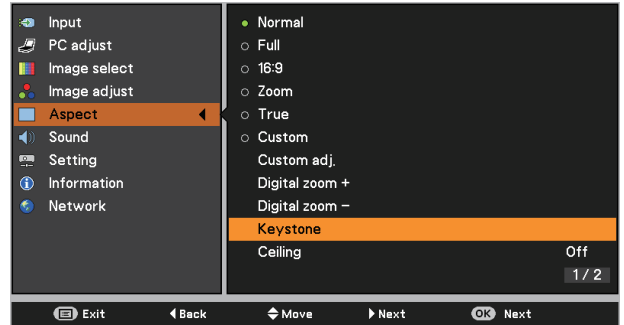 Input
PC adjust
Image select
Image adjust
Aspect
Sound
Setting
Information
Network
Normal
Full
16:9
Zoom
True
Custom
Custom adj.
Digital zoom +
Digital zoom –
Keystone
Ceiling Off
1/2
Exit Back Move Next OK Next